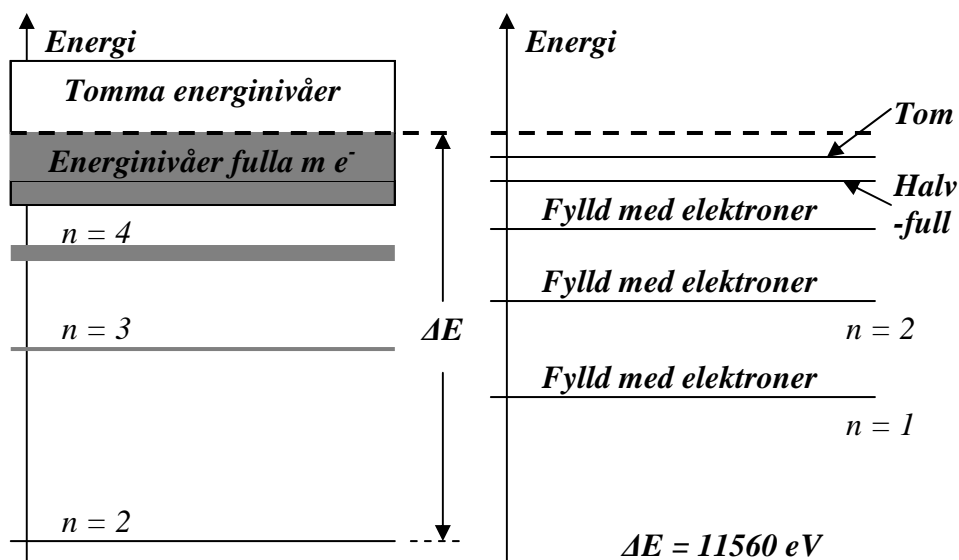 Energi
Tomma energinivåer
Energinivåer fulla m e⁻
n = 4
n = 3
n = 2
ΔE
Energi
Tom
Halv
-full
Fylld med elektroner
Fylld med elektroner
n = 2
Fylld med elektroner
n = 1
ΔE = 11560 eV